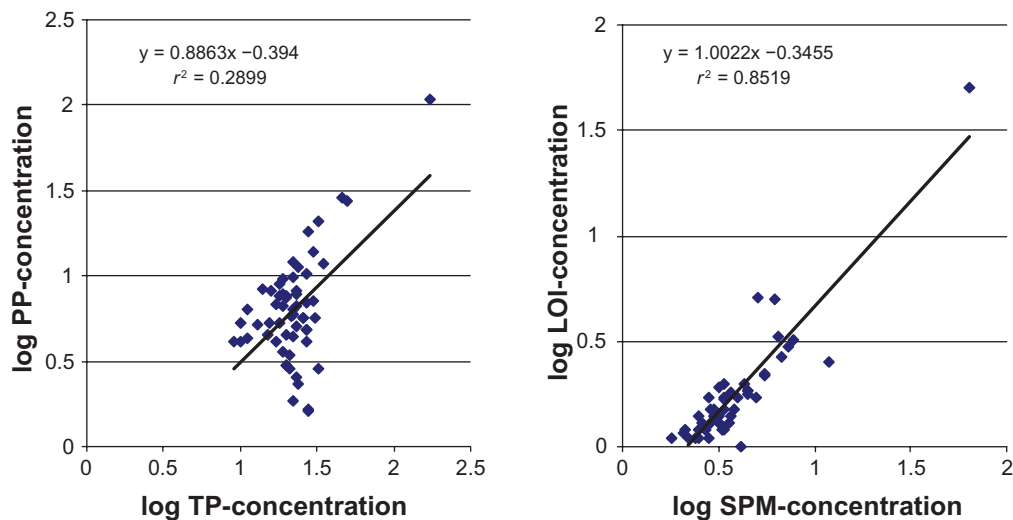 2.5
2
1.5
1
0.5
0
y = 0.8863x −0.394
r² = 0.2899
log PP-concentration
0 1 1.5 2 2.5
log TP-concentration
2
1.5
1
0.5
0
y = 1.0022x −0.3455
r² = 0.8519
log LOI-concentration
0 0.5 1 1.5 2
log SPM-concentration